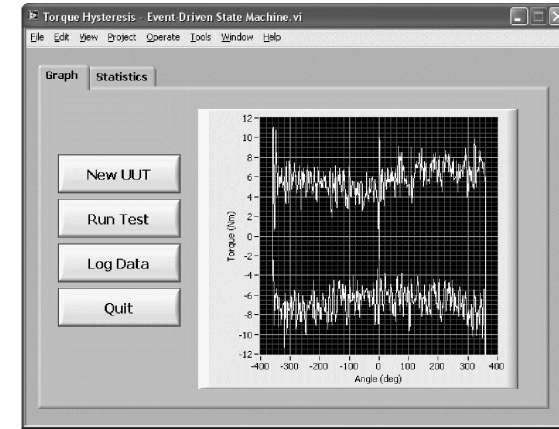 Torque Hysteresis - Event-Driven State Machine.vi
File Edit View Project Operate Tools Window Help
Graph Statistics
New UUT
Run Test
Log Data
Quit
Torque (Nm)
12
10
8
6
4
2
0
-2
-4
-6
-8
-10
-12
-400 -300 -200 -100 0 100 200 300 400
Angle (deg)